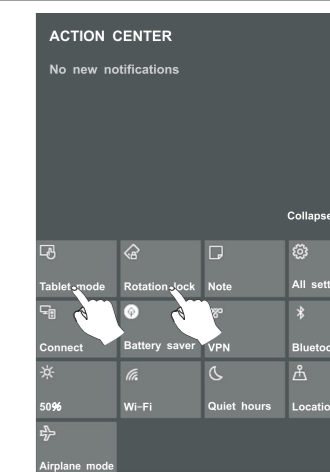 ACTION CENTER
No new notifications
Collapse
Tablet mode
Rotation lock
Note
All sett
Connect
Battery saver
VPN
Bluetoo
50%
Wi-Fi
Quiet hours
Locatio
Airplane mode